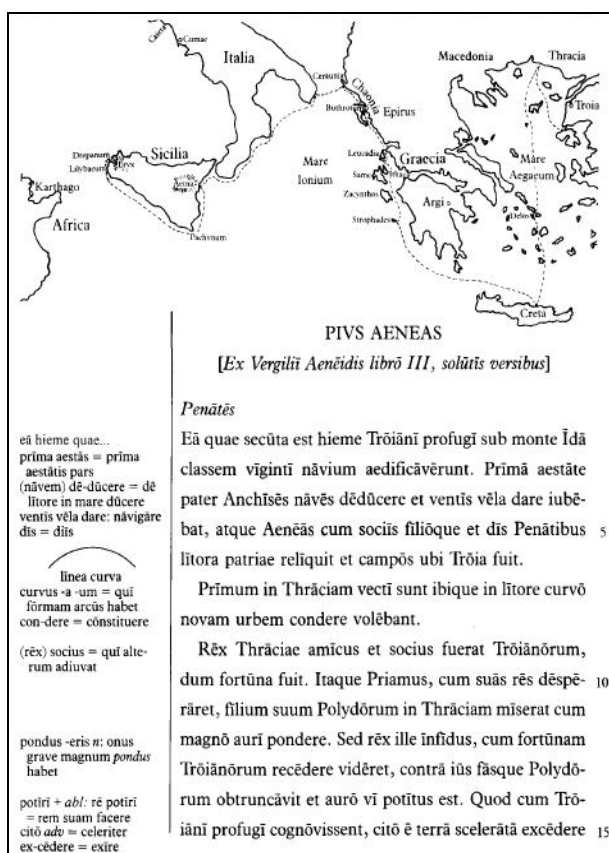 Caieta
Cumae
Italia
Macedonia
Thracia
Ceraunia
Chaonia
Buthrotum
Epirus
Troia
Drepanum
Lilybaeum
Eryx
Sicilia
Aetna
Mare
Ionium
Leucadia
Same
Zacynthos
Graecia
Mare
Aegaeum
Karthago
Argi
Delos
Africa
Strophades
Pachynum
Creta
PIVS AENEAS
[Ex Vergiliī Aenēidis librō III, solūtīs versibus]
Penātēs
eā hieme quae...
prīma aestās = prīma
aestātis pars
(nāvem) dē-dūcere = dē
lītore in mare dūcere
ventīs vēla dare: nāvigāre
dīs = diīs
līnea curva
curvus -a -um = quī
fōrmam arcūs habet
con-dere = cōnstituere
(rēx) socius = quī alte-
rum adiuvat
pondus -eris n: onus
grave magnum pondus
habet
potīrī + abl: rē potīrī
= rem suam facere
citō adv = celeriter
ex-cēdere = exīre
Eā quae secūta est hieme Trōiānī profugī sub monte Īdā
classem vīgintī nāvium aedificāvērunt. Prīmā aestāte
pater Anchīsēs nāvēs dēdūcere et ventīs vēla dare iubē-
bat, atque Aenēās cum sociīs fīliōque et dīs Penātibus 5
lītora patriae relīquit et campōs ubi Trōia fuit.
Prīmum in Thrāciam vectī sunt ibique in lītore curvō
novam urbem condere volēbant.
Rēx Thrāciae amīcus et socius fuerat Trōiānōrum,
dum fortūna fuit. Itaque Priamus, cum suās rēs dēspē- 10
rāret, fīlium suum Polydōrum in Thrāciam mīserat cum
magnō aurī pondere. Sed rēx ille īnfīdus, cum fortūnam
Trōiānōrum recēdere vidēret, contrā iūs fāsque Polydō-
rum obtruncāvit et aurō vī potītus est. Quod cum Trō-
iānī profugī cognōvissent, citō ē terrā scelerātā excēdere 15